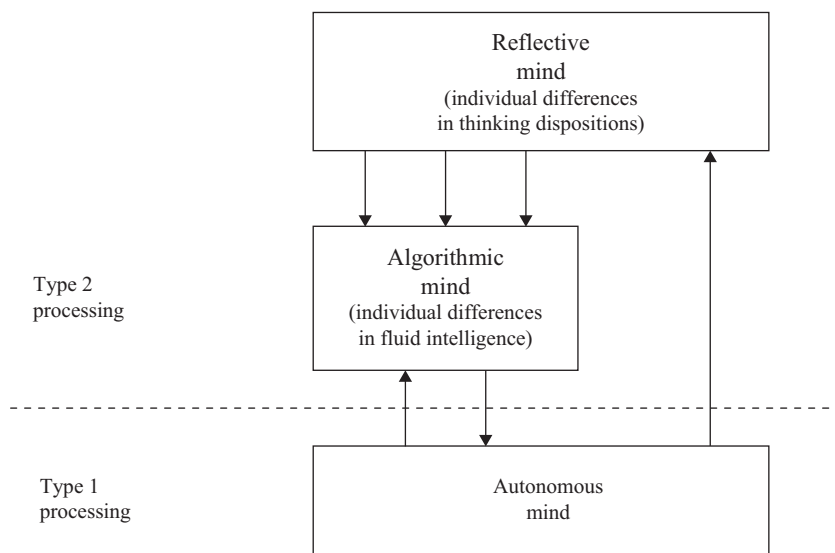 Reflective
mind
(individual differences
in thinking dispositions)
Algorithmic
mind
(individual differences
in fluid intelligence)
Type 2
processing
Type 1
processing
Autonomous
mind